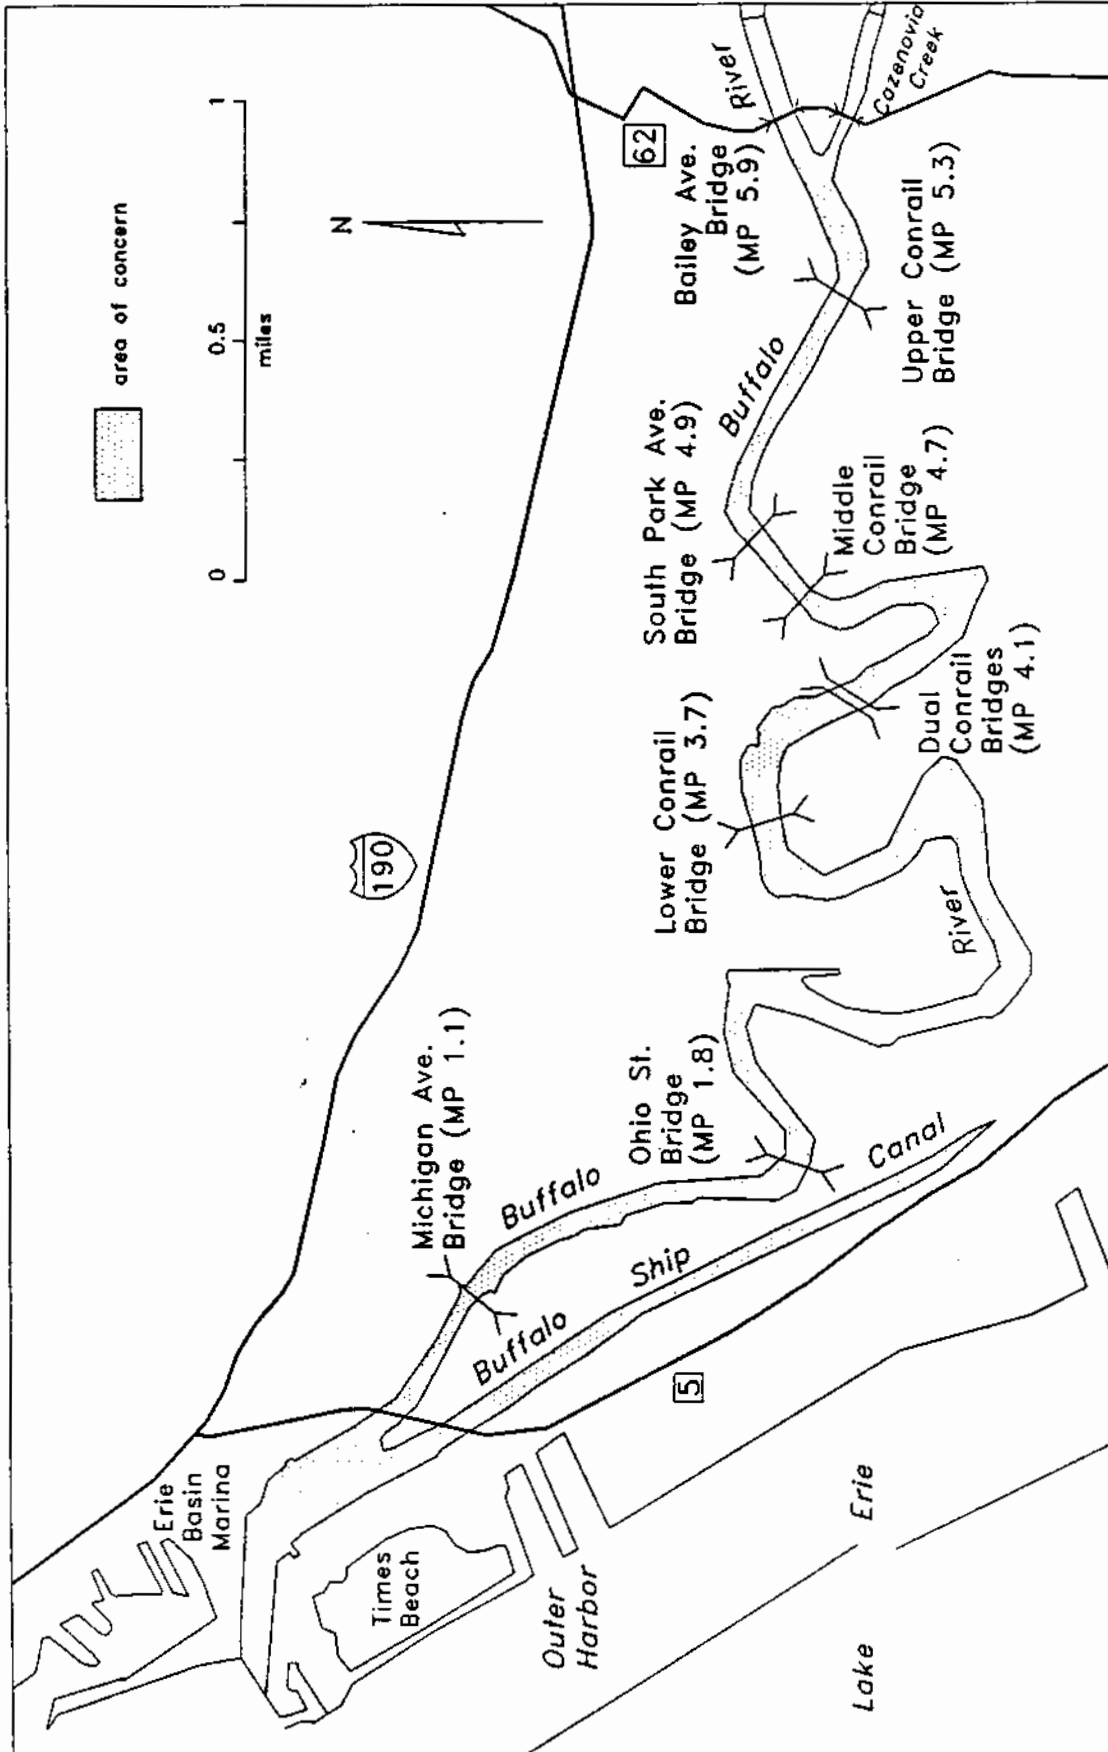 area of concern
0
0.5
1
miles
N
190
62
5
Michigan Ave.
Bridge (MP 1.1)
Ohio St.
Bridge
(MP 1.8)
Lower Conrail
Bridge (MP 3.7)
South Park Ave.
Bridge (MP 4.9)
Bailey Ave.
Bridge
(MP 5.9)
River
Cazenovia
Creek
Upper Conrail
Bridge (MP 5.3)
Middle
Conrail
Bridge
(MP 4.7)
Dual
Conrail
Bridges
(MP 4.1)
Buffalo
River
Buffalo
Buffalo
Ship
Canal
Erie
Basin
Marina
Times
Beach
Outer
Harbor
Lake
Erie